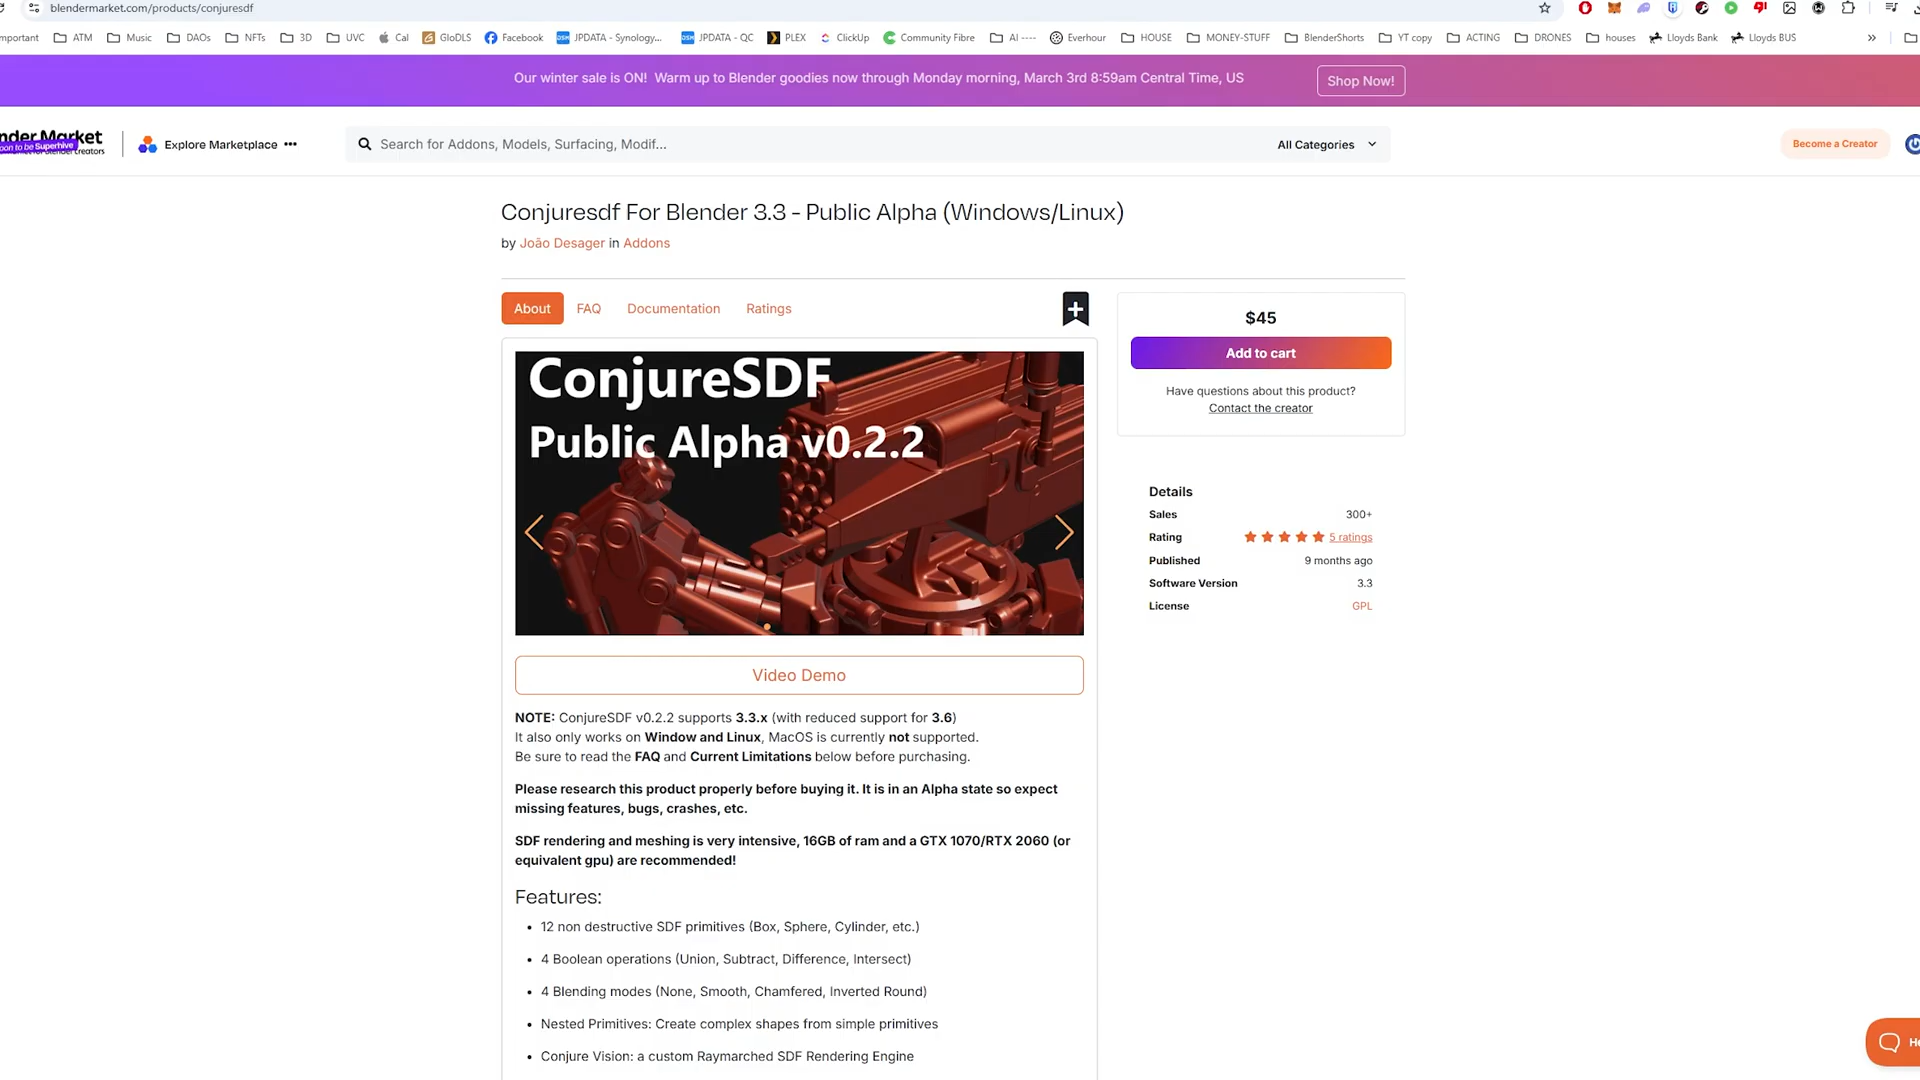 blendermarket.com/products/conjuresdf
mportant ATM Music DAOs NFTs 3D UVC Cal GloDLS Facebook JPDATA - Synology... JPDATA - QC PLEX ClickUp Community Fibre AI ---- Everhour HOUSE MONEY-STUFF BlenderShorts YT copy ACTING DRONES houses Lloyds Bank Lloyds BUS »
Our winter sale is ON! Warm up to Blender goodies now through Monday morning, March 3rd 8:59am Central Time, US
Shop Now!
nder Market
oon to be Superhive
Explore Marketplace •••
Search for Addons, Models, Surfacing, Modif...
All Categories
Become a Creator
Conjuresdf For Blender 3.3 - Public Alpha (Windows/Linux)
by João Desager in Addons
About FAQ Documentation Ratings
ConjureSDF
Public Alpha v0.2.2
Video Demo
NOTE: ConjureSDF v0.2.2 supports 3.3.x (with reduced support for 3.6)
It also only works on Window and Linux, MacOS is currently not supported.
Be sure to read the FAQ and Current Limitations below before purchasing.
Please research this product properly before buying it. It is in an Alpha state so expect
missing features, bugs, crashes, etc.
SDF rendering and meshing is very intensive, 16GB of ram and a GTX 1070/RTX 2060 (or
equivalent gpu) are recommended!
Features:
• 12 non destructive SDF primitives (Box, Sphere, Cylinder, etc.)
• 4 Boolean operations (Union, Subtract, Difference, Intersect)
• 4 Blending modes (None, Smooth, Chamfered, Inverted Round)
• Nested Primitives: Create complex shapes from simple primitives
• Conjure Vision: a custom Raymarched SDF Rendering Engine
$45
Add to cart
Have questions about this product?
Contact the creator
Details
Sales 300+
Rating 5 ratings
Published 9 months ago
Software Version 3.3
License GPL
He